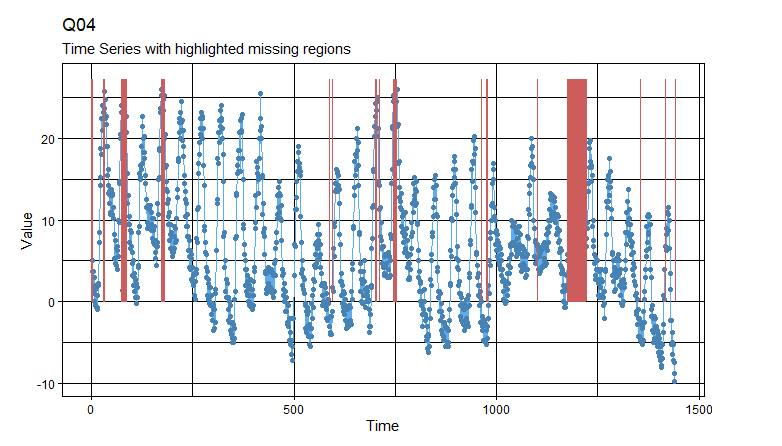 Q04
Time Series with highlighted missing regions
Value
20
10
0
-10
0 500 1000 1500
Time